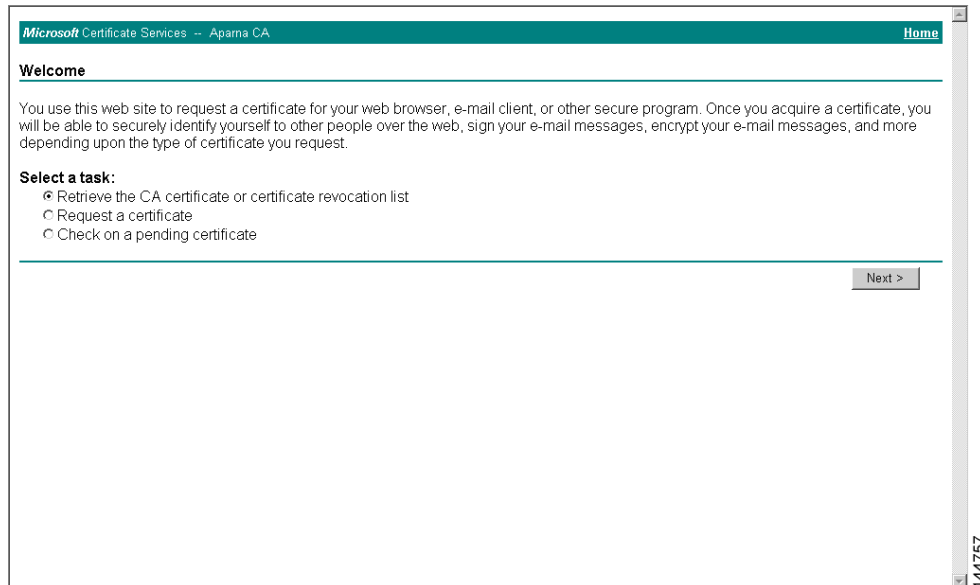 Microsoft Certificate Services -- Aparna CA Home
Welcome
You use this web site to request a certificate for your web browser, e-mail client, or other secure program. Once you acquire a certificate, you
will be able to securely identify yourself to other people over the web, sign your e-mail messages, encrypt your e-mail messages, and more
depending upon the type of certificate you request.
Select a task:
Retrieve the CA certificate or certificate revocation list
Request a certificate
Check on a pending certificate
Next >